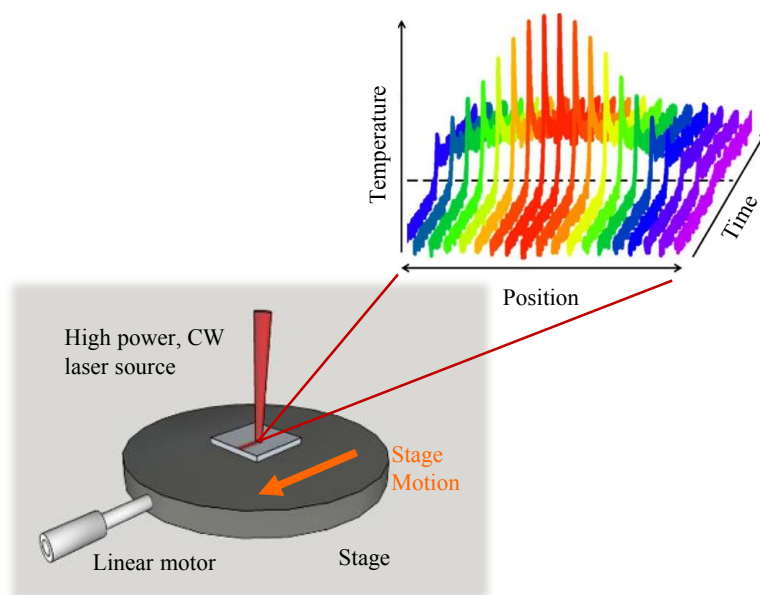 Temperature
Time
Position
High power, CW
laser source
Stage
Motion
Linear motor
Stage